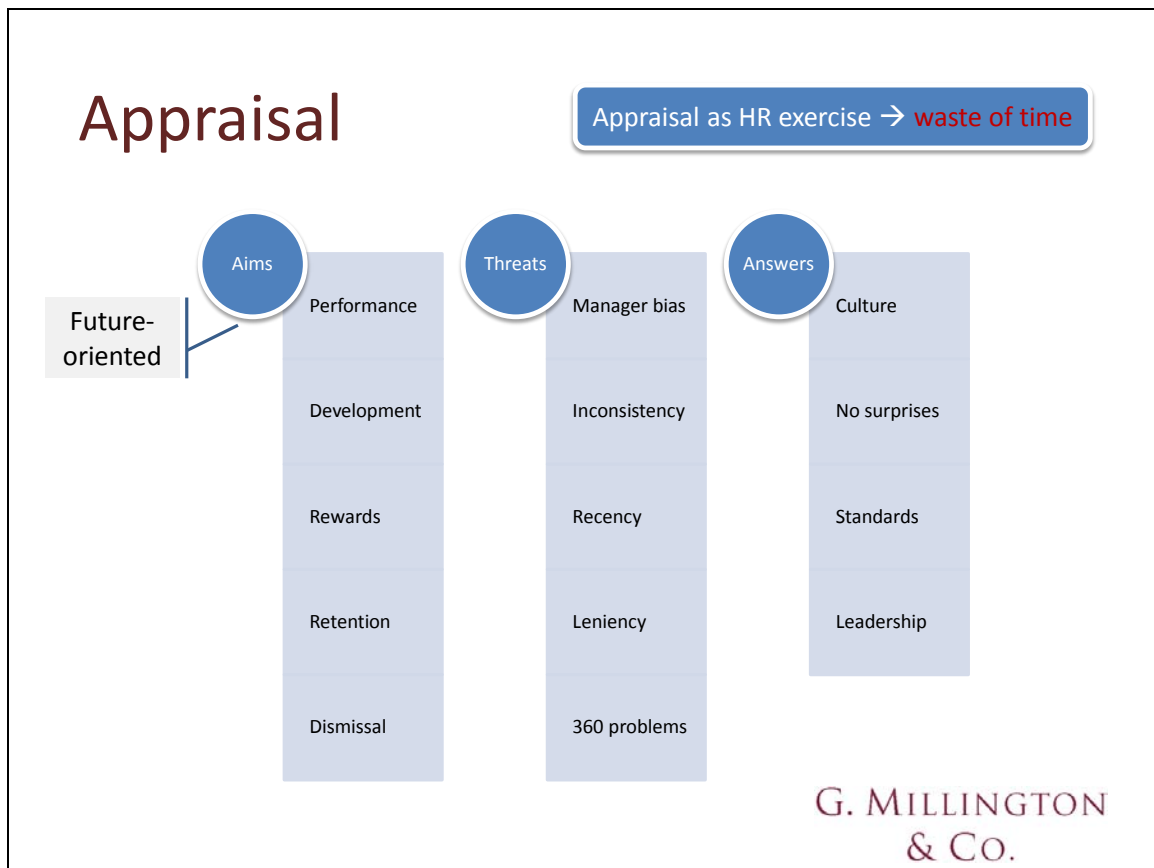 Appraisal
Appraisal as HR exercise → waste of time
Aims
Future-
oriented
Performance
Development
Rewards
Retention
Dismissal
Threats
Manager bias
Inconsistency
Recency
Leniency
360 problems
Answers
Culture
No surprises
Standards
Leadership
G. Millington
& Co.